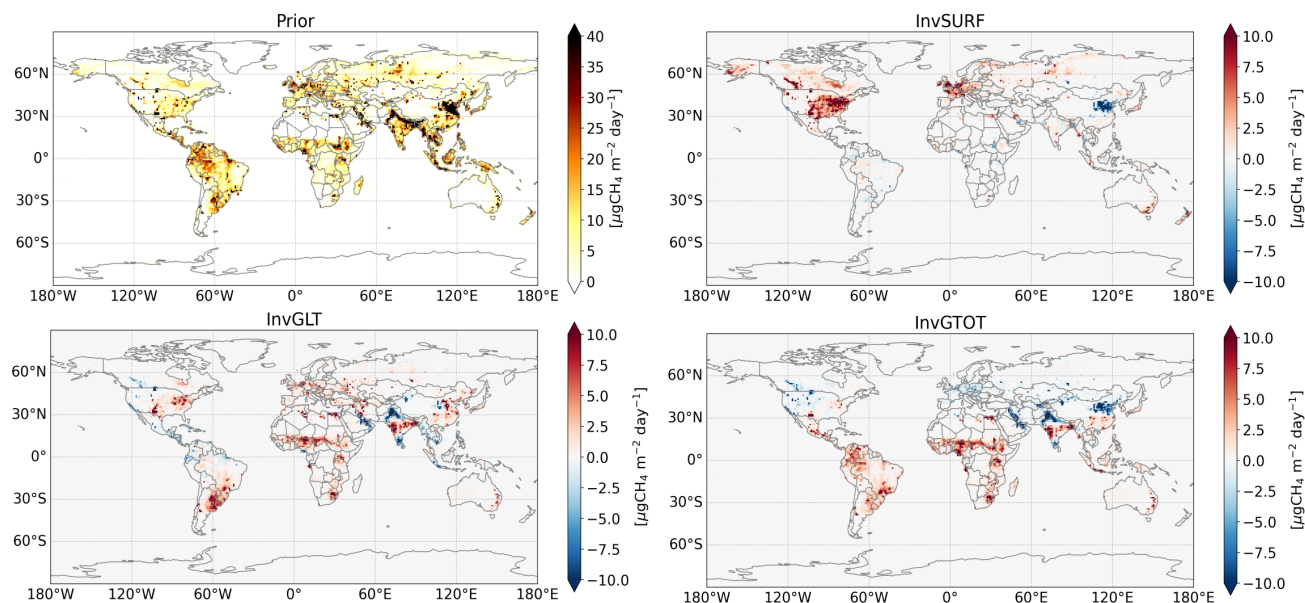 Prior
60°N
30°N
0°
30°S
60°S
180°W 120°W 60°W 0° 60°E 120°E 180°E
40
35
30
25
20
15
10
5
0
[μgCH₄ m⁻² day⁻¹]
InvSURF
60°N
30°N
0°
30°S
60°S
180°W 120°W 60°W 0° 60°E 120°E 180°E
10.0
7.5
5.0
2.5
0.0
−2.5
−5.0
−7.5
−10.0
[μgCH₄ m⁻² day⁻¹]
InvGLT
60°N
30°N
0°
30°S
60°S
180°W 120°W 60°W 0° 60°E 120°E 180°E
10.0
7.5
5.0
2.5
0.0
−2.5
−5.0
−7.5
−10.0
[μgCH₄ m⁻² day⁻¹]
InvGTOT
60°N
30°N
0°
30°S
60°S
180°W 120°W 60°W 0° 60°E 120°E 180°E
10.0
7.5
5.0
2.5
0.0
−2.5
−5.0
−7.5
−10.0
[μgCH₄ m⁻² day⁻¹]